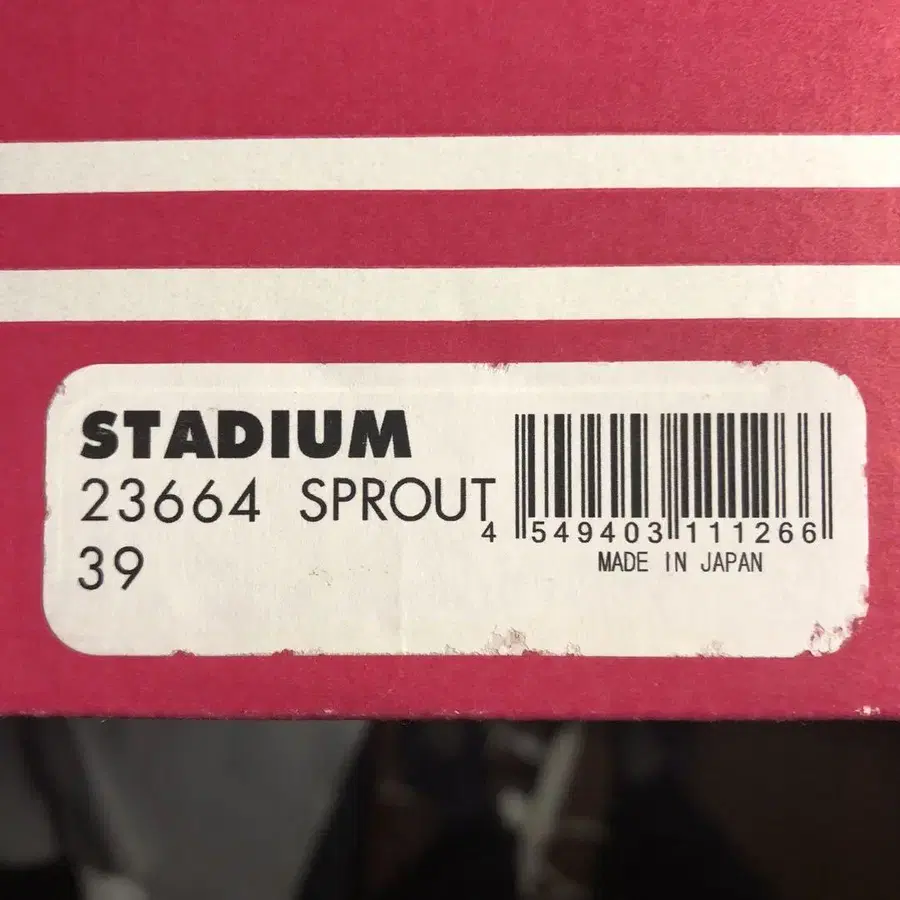 STADIUM
23664 SPROUT
39
4 549403 111266
MADE IN JAPAN